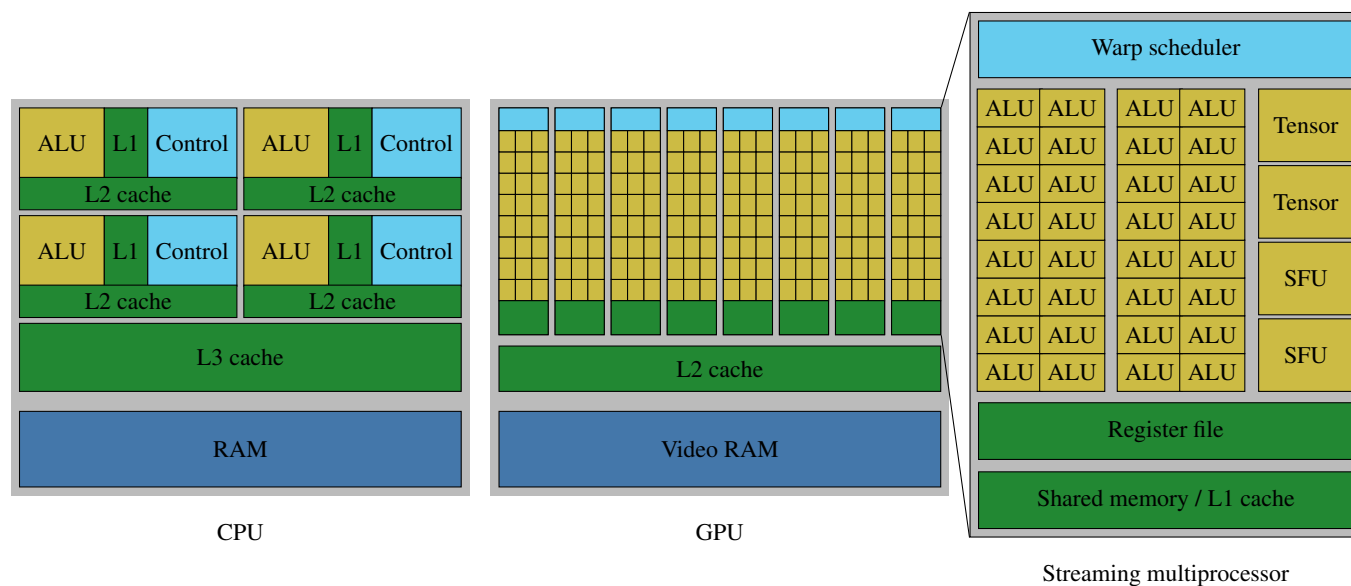 ALU L1 Control ALU L1 Control
L2 cache L2 cache
ALU L1 Control ALU L1 Control
L2 cache L2 cache
L3 cache
RAM
CPU
L2 cache
Video RAM
GPU
Warp scheduler
ALU ALU ALU ALU
ALU ALU ALU ALU
ALU ALU ALU ALU
ALU ALU ALU ALU
ALU ALU ALU ALU
ALU ALU ALU ALU
ALU ALU ALU ALU
ALU ALU ALU ALU
Tensor
Tensor
SFU
SFU
Register file
Shared memory / L1 cache
Streaming multiprocessor